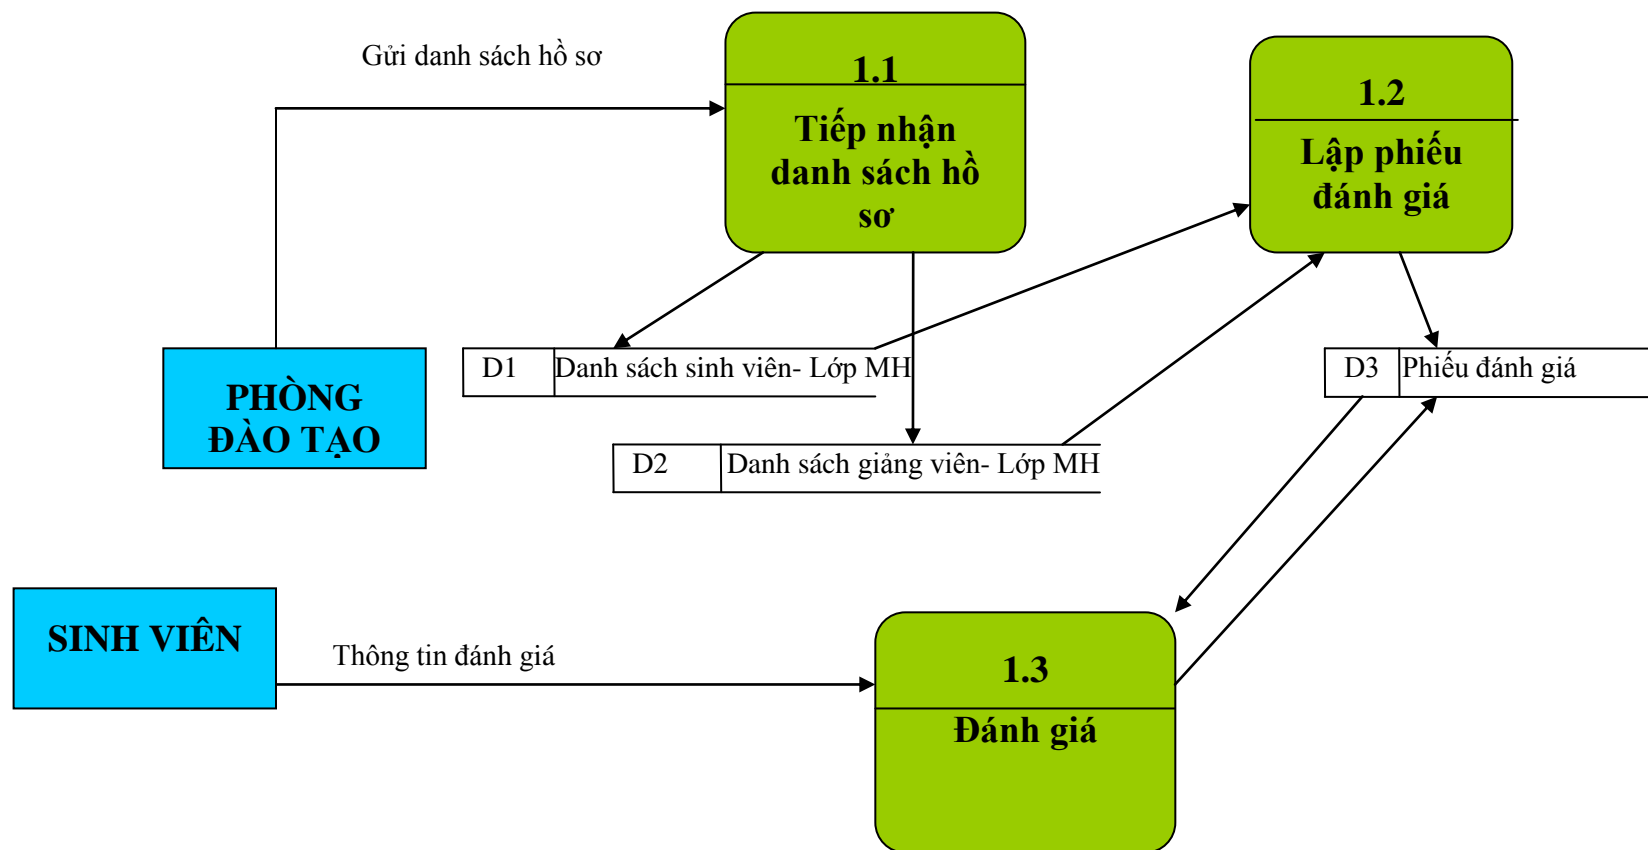 Gửi danh sách hồ sơ
1.1
Tiếp nhận
danh sách hồ
sơ
1.2
Lập phiếu
đánh giá
PHÒNG
ĐÀO TẠO
D1 Danh sách sinh viên- Lớp MH
D3 Phiếu đánh giá
D2 Danh sách giảng viên- Lớp MH
SINH VIÊN
Thông tin đánh giá
1.3
Đánh giá